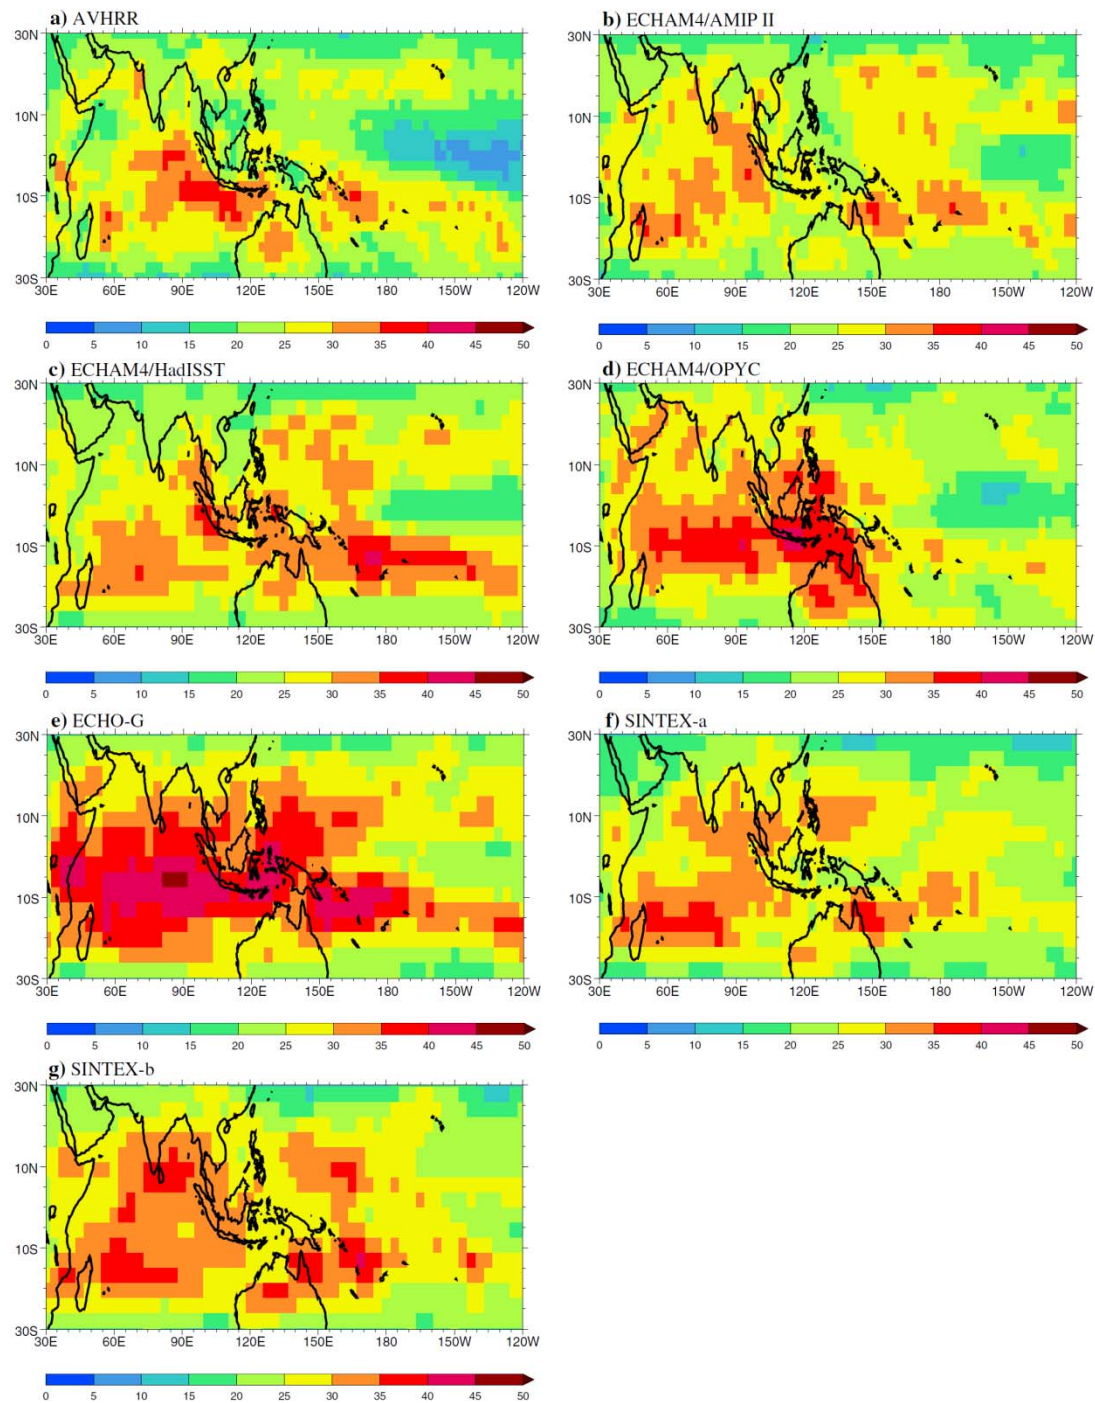 a) AVHRR
30N
10N
10S
30S
30E 60E 90E 120E 150E 180 150W 120W
0 5 10 15 20 25 30 35 40 45 50
b) ECHAM4/AMIP II
30N
10N
10S
30S
30E 60E 90E 120E 150E 180 150W 120W
0 5 10 15 20 25 30 35 40 45 50
c) ECHAM4/HadISST
30N
10N
10S
30S
30E 60E 90E 120E 150E 180 150W 120W
0 5 10 15 20 25 30 35 40 45 50
d) ECHAM4/OPYC
30N
10N
10S
30S
30E 60E 90E 120E 150E 180 150W 120W
0 5 10 15 20 25 30 35 40 45 50
e) ECHO-G
30N
10N
10S
30S
30E 60E 90E 120E 150E 180 150W 120W
0 5 10 15 20 25 30 35 40 45 50
f) SINTEX-a
30N
10N
10S
30S
30E 60E 90E 120E 150E 180 150W 120W
0 5 10 15 20 25 30 35 40 45 50
g) SINTEX-b
30N
10N
10S
30S
30E 60E 90E 120E 150E 180 150W 120W
0 5 10 15 20 25 30 35 40 45 50